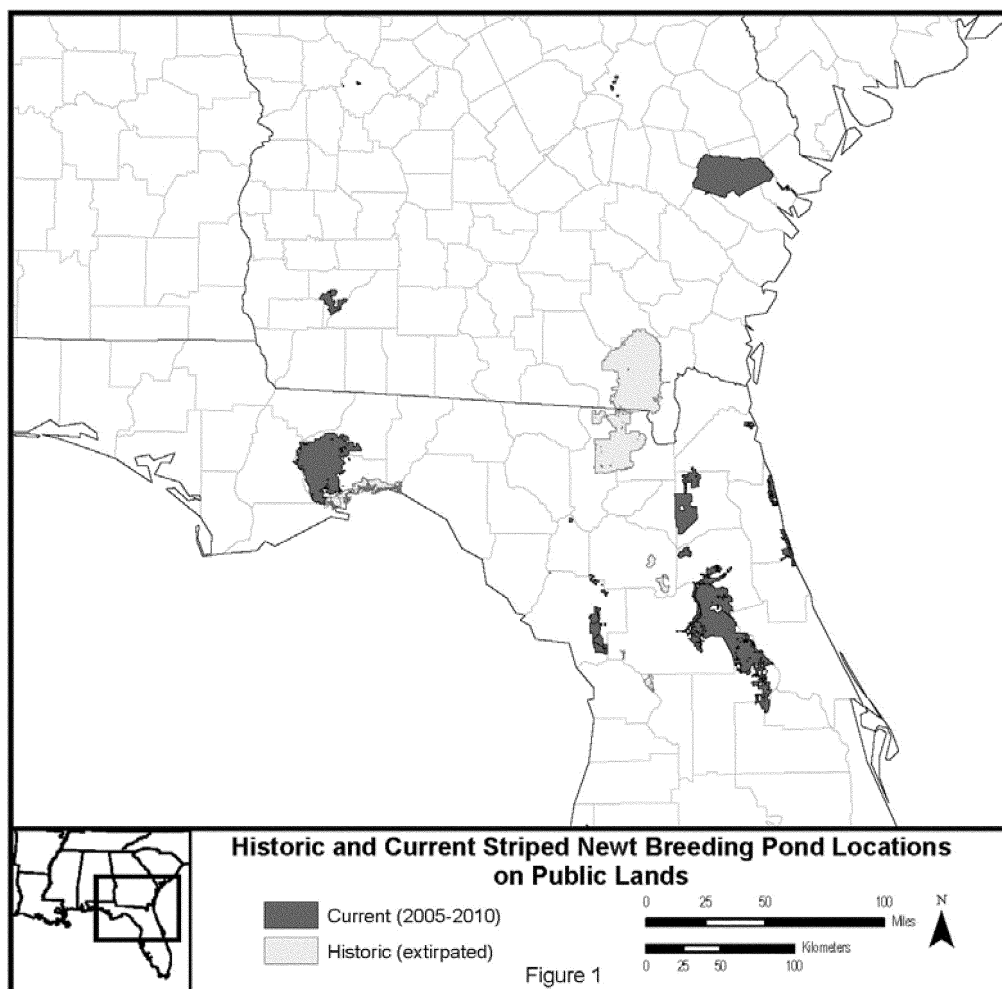 Historic and Current Striped Newt Breeding Pond Locations
on Public Lands
Current (2005-2010)
Historic (extirpated)
Figure 1
0 25 50 100
Miles
Kilometers
0 25 50 100
N